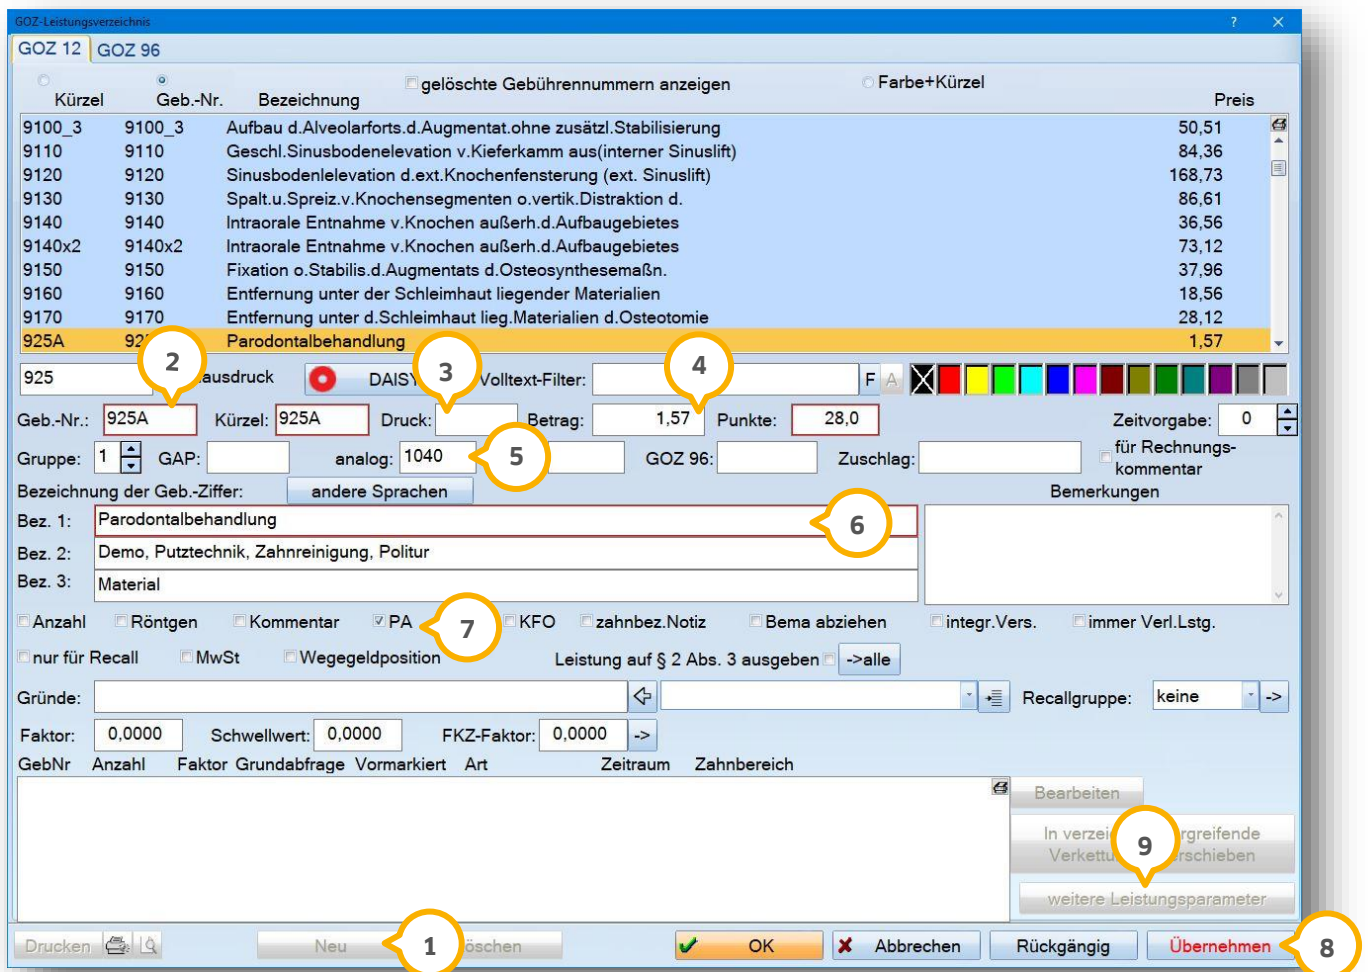 GOZ-Leistungsverzeichnis ? ×
GOZ 12 GOZ 96
gelöschte Gebührennummern anzeigen Farbe+Kürzel
Kürzel Geb.-Nr. Bezeichnung Preis
9100_3 9100_3 Aufbau d.Alveolarforts.d.Augmentat.ohne zusätzl.Stabilisierung 50,51
9110 9110 Geschl.Sinusbodenelevation v.Kieferkamm aus(interner Sinuslift) 84,36
9120 9120 Sinusbodenlelevation d.ext.Knochenfensterung (ext. Sinuslift) 168,73
9130 9130 Spalt.u.Spreiz.v.Knochensegmenten o.vertik.Distraktion d. 86,61
9140 9140 Intraorale Entnahme v.Knochen außerh.d.Aufbaugebietes 36,56
9140x2 9140x2 Intraorale Entnahme v.Knochen außerh.d.Aufbaugebietes 73,12
9150 9150 Fixation o.Stabilis.d.Augmentats d.Osteosynthesemaßn. 37,96
9160 9160 Entfernung unter der Schleimhaut liegender Materialien 18,56
9170 9170 Entfernung unter d.Schleimhaut lieg.Materialien d.Osteotomie 28,12
925A Parodontalbehandlung 1,57
2 3 4
925 ausdruck DAISY Volltext-Filter: F A
Geb.-Nr.: 925A Kürzel: 925A Druck: Betrag: 1,57 Punkte: 28,0 Zeitvorgabe: 0
Gruppe: 1 GAP: analog: 1040 5 GOZ 96: Zuschlag: für Rechnungs-
kommentar
Bezeichnung der Geb.-Ziffer: andere Sprachen Bemerkungen
Bez. 1: Parodontalbehandlung 6
Bez. 2: Demo, Putztechnik, Zahnreinigung, Politur
Bez. 3: Material
Anzahl Röntgen Kommentar PA 7 KFO zahnbez.Notiz Bema abziehen integr.Vers. immer Verl.Lstg.
nur für Recall MwSt Wegegeldposition Leistung auf § 2 Abs. 3 ausgeben ->alle
Gründe: Recallgruppe: keine ->
Faktor: 0,0000 Schwellwert: 0,0000 FKZ-Faktor: 0,0000 ->
GebNr Anzahl Faktor Grundabfrage Vormarkiert Art Zeitraum Zahnbereich
Bearbeiten
In verzei 9 rgreifende
Verkettu rschieben
weitere Leistungsparameter
Drucken Neu 1 öschen OK Abbrechen Rückgängig Übernehmen 8